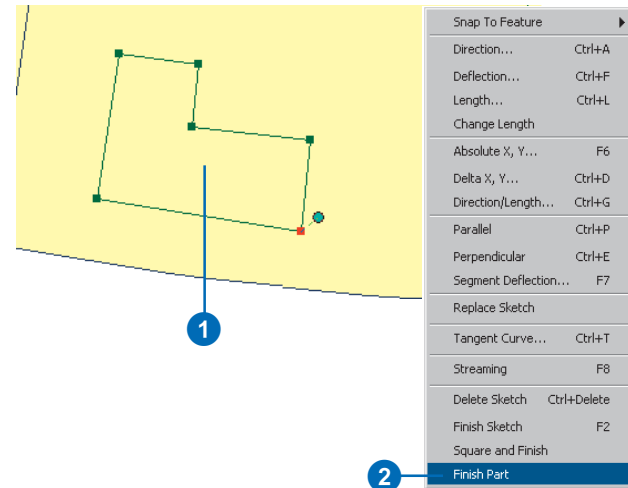 Snap To Feature
Direction... Ctrl+A
Deflection... Ctrl+F
Length... Ctrl+L
Change Length
Absolute X, Y... F6
Delta X, Y... Ctrl+D
Direction/Length... Ctrl+G
Parallel Ctrl+P
Perpendicular Ctrl+E
Segment Deflection... F7
Replace Sketch
Tangent Curve... Ctrl+T
Streaming F8
Delete Sketch Ctrl+Delete
Finish Sketch F2
Square and Finish
Finish Part
1
2